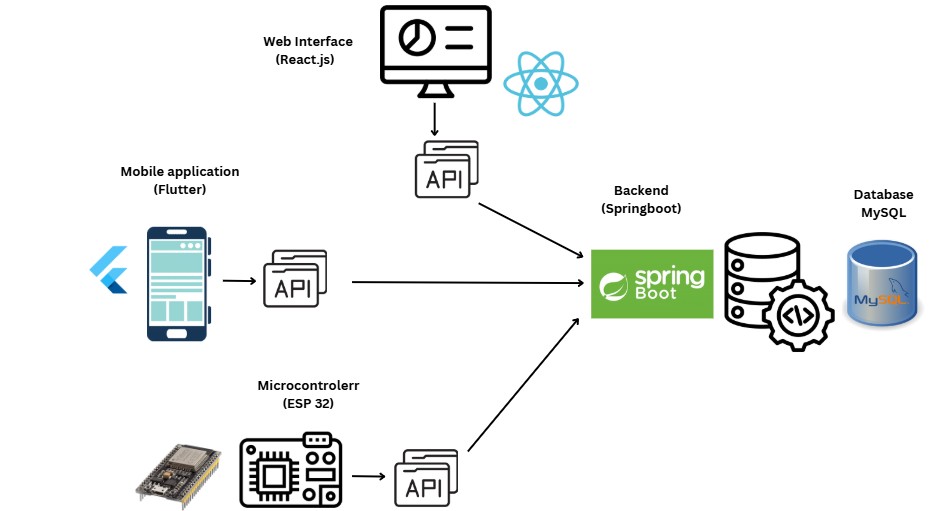 Web Interface
(React.js)
API
Mobile application
(Flutter)
API
Backend
(Springboot)
spring
Boot
Database
MySQL
MySQL
Microcontrolerr
(ESP 32)
API